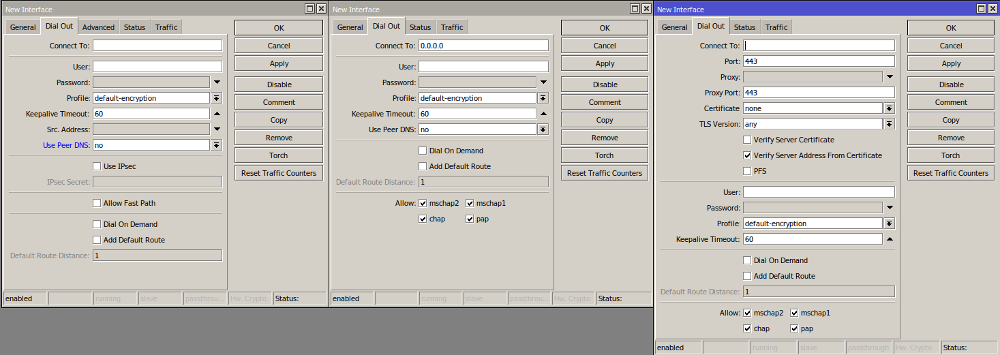 New Interface
General Dial Out Advanced Status Traffic
Connect To:
User:
Password:
Profile: default-encryption
Keepalive Timeout: 60
Src. Address:
Use Peer DNS: no
Use IPsec
IPsec Secret:
Allow Fast Path
Dial On Demand
Add Default Route
Default Route Distance: 1
OK
Cancel
Apply
Disable
Comment
Copy
Remove
Torch
Reset Traffic Counters
enabled running slave passthrou... Hw. Crypto Status:
New Interface
General Dial Out Status Traffic
Connect To: 0.0.0.0
User:
Password:
Profile: default-encryption
Keepalive Timeout: 60
Use Peer DNS: no
Dial On Demand
Add Default Route
Default Route Distance: 1
Allow: mschap2 mschap1
chap pap
OK
Cancel
Apply
Disable
Comment
Copy
Remove
Torch
Reset Traffic Counters
enabled running slave passthrou... Hw. Crypto Status:
New Interface
General Dial Out Status Traffic
Connect To:
Port: 443
Proxy:
Proxy Port: 443
Certificate none
TLS Version: any
Verify Server Certificate
Verify Server Address From Certificate
PFS
User:
Password:
Profile: default-encryption
Keepalive Timeout: 60
Dial On Demand
Add Default Route
Default Route Distance: 1
Allow: mschap2 mschap1
chap pap
OK
Cancel
Apply
Disable
Comment
Copy
Remove
Torch
Reset Traffic Counters
enabled running slave passthrough Hw. Crypto Status: